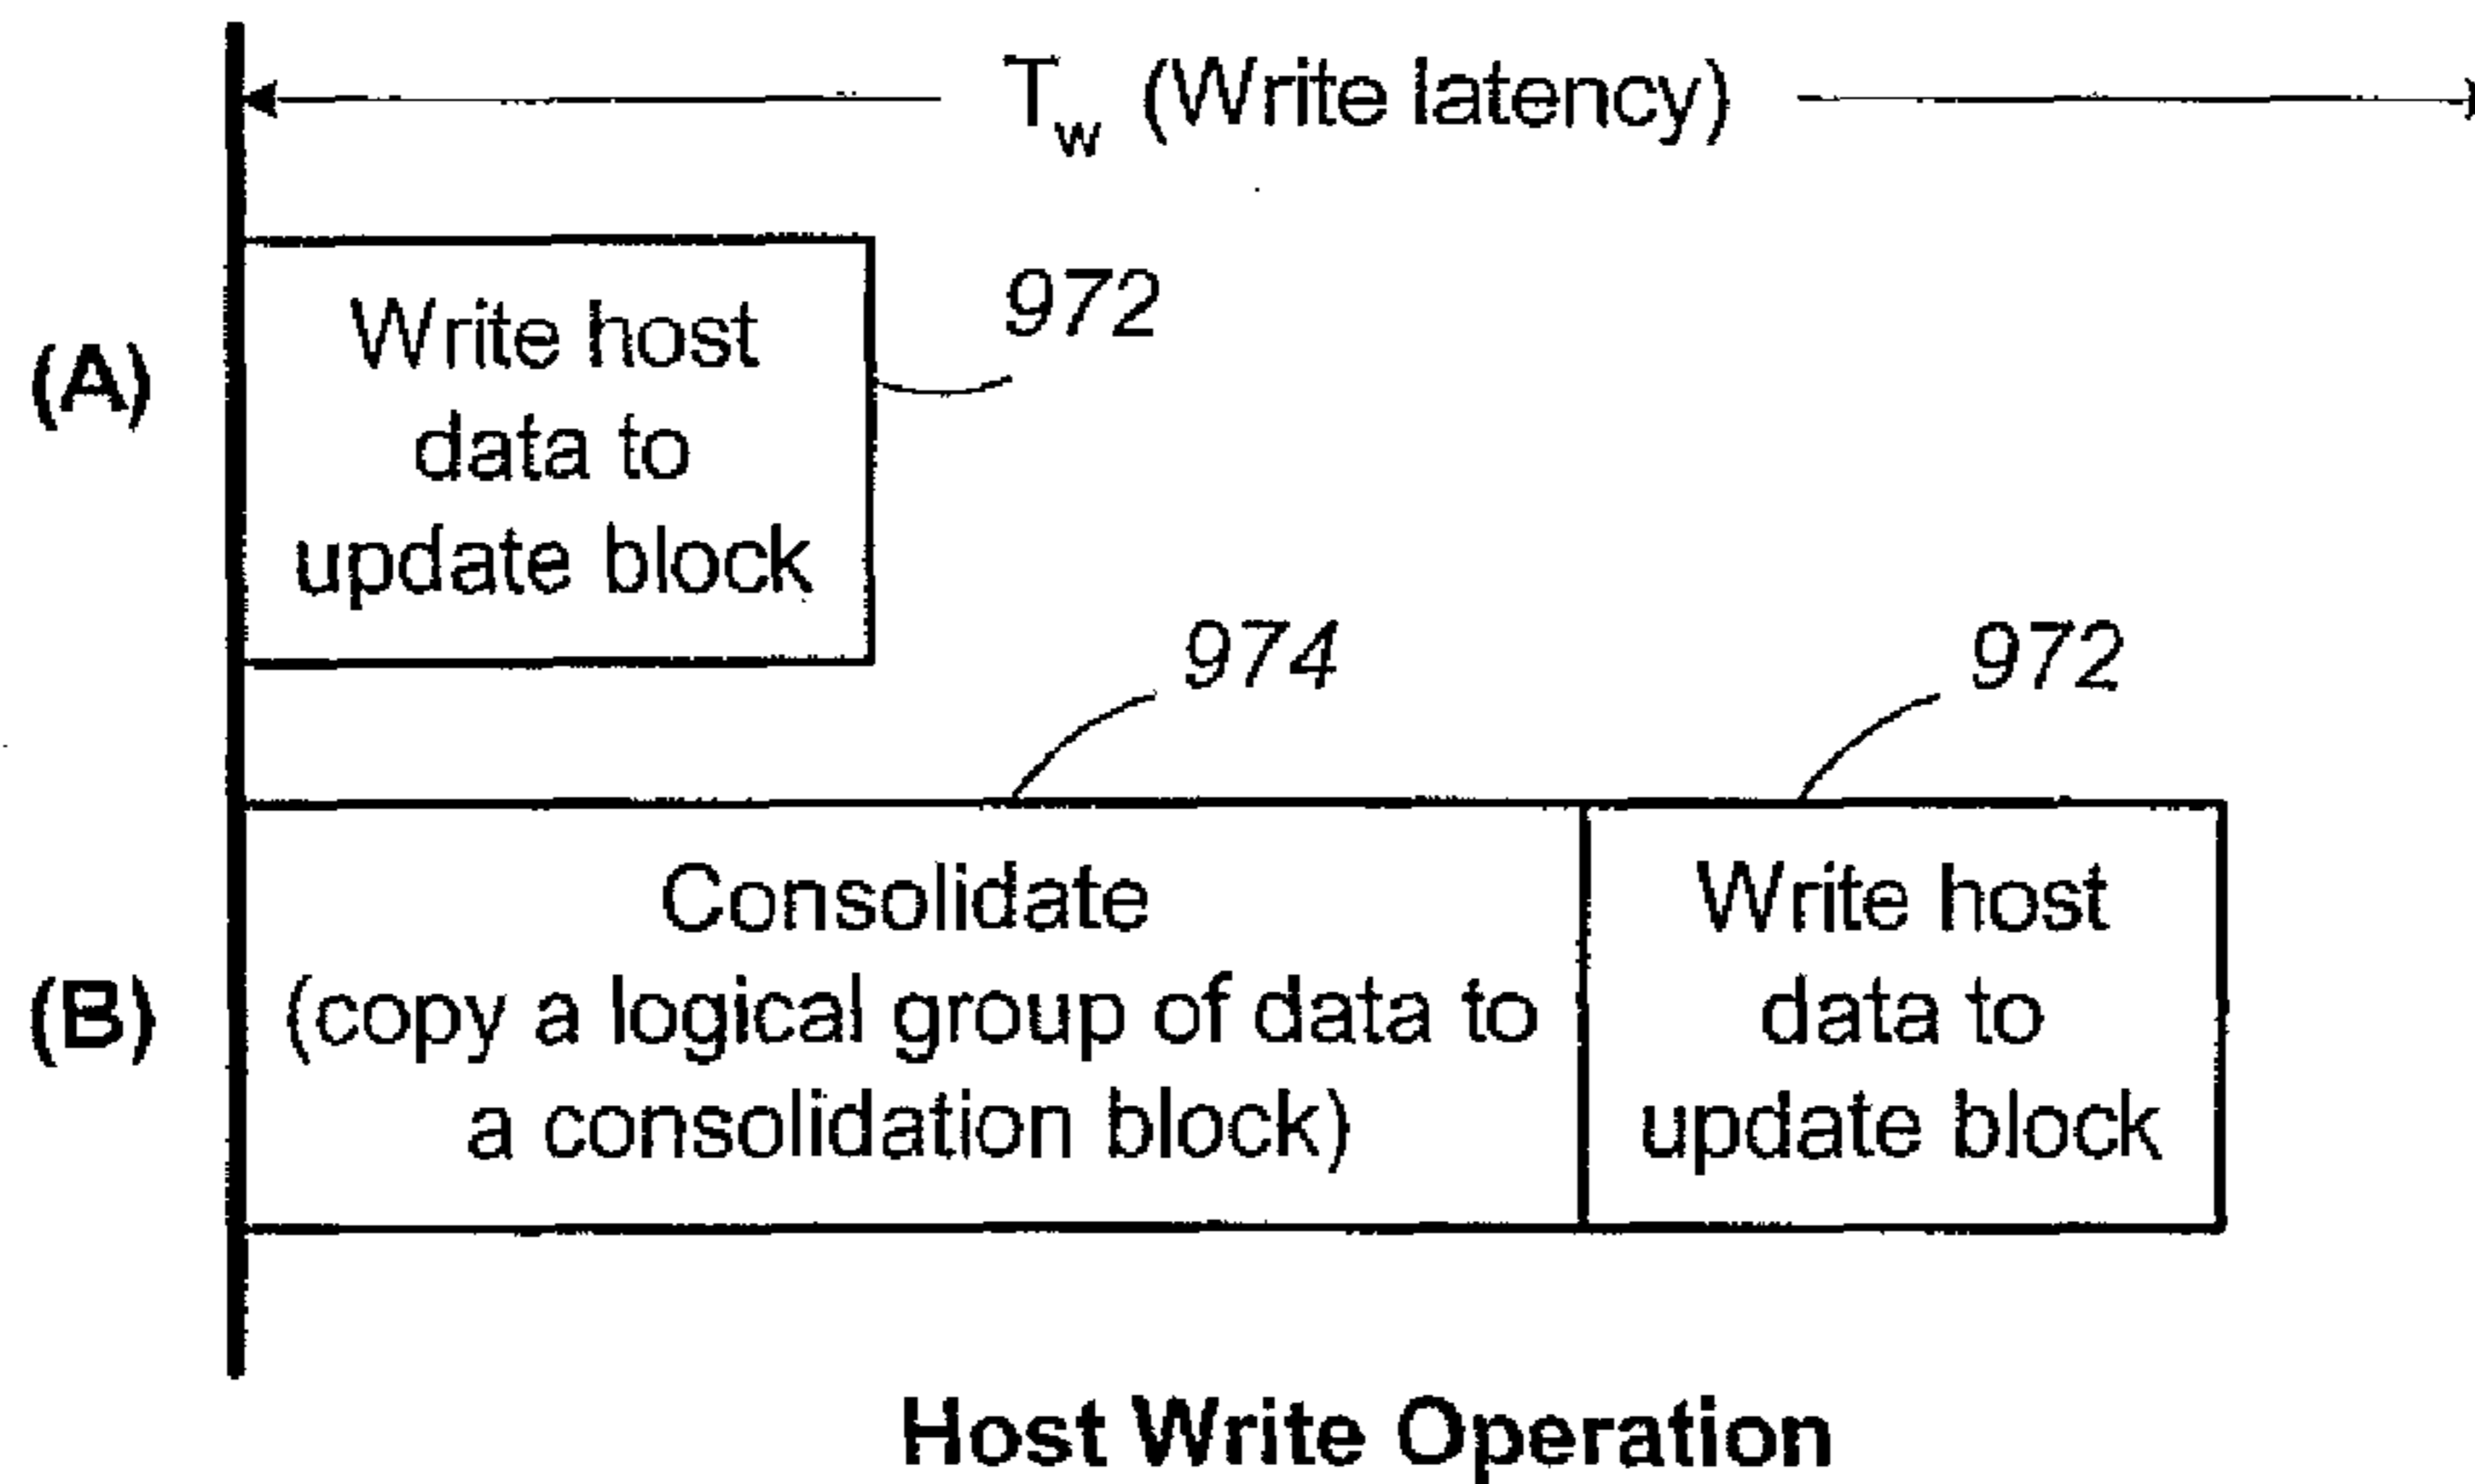 T_w (Write latency)
(A)
Write host
data to
update block
972
974
972
(B)
Consolidate
(copy a logical group of data to
a consolidation block)
Write host
data to
update block
Host Write Operation